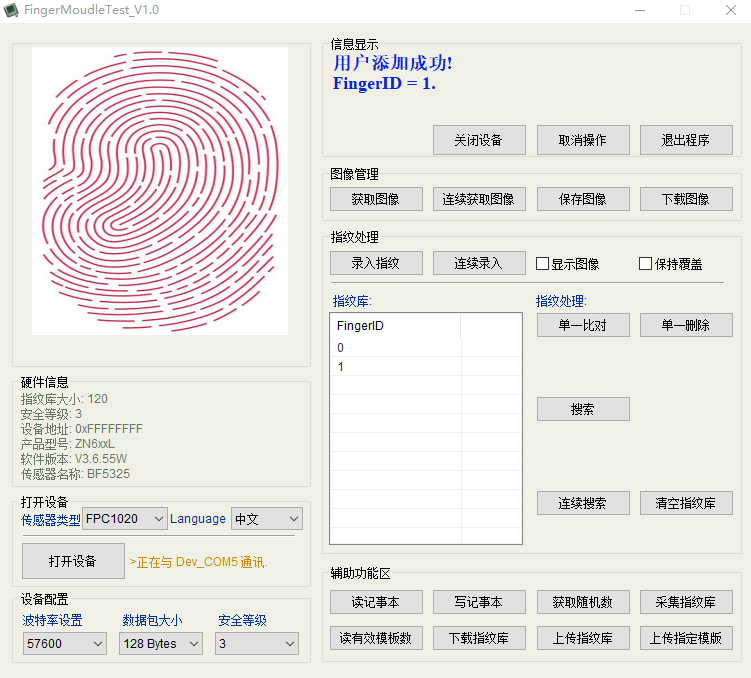 FingerMoudleTest_V1.0
信息显示
用户添加成功!
FingerID = 1.
关闭设备 取消操作 退出程序
图像管理
获取图像 连续获取图像 保存图像 下载图像
指纹处理
录入指纹 连续录入 显示图像 保持覆盖
指纹库: 指纹处理:
FingerID
0
1
单一比对 单一删除
搜索
连续搜索 清空指纹库
硬件信息
指纹库大小: 120
安全等级: 3
设备地址: 0xFFFFFFFF
产品型号: ZN6xxL
软件版本: V3.6.55W
传感器名称: BF5325
打开设备
传感器类型 FPC1020 Language 中文
打开设备 >正在与 Dev_COM5 通讯.
设备配置
波特率设置 数据包大小 安全等级
57600 128 Bytes 3
辅助功能区
读记事本 写记事本 获取随机数 采集指纹库
读有效模板数 下载指纹库 上传指纹库 上传指定模版